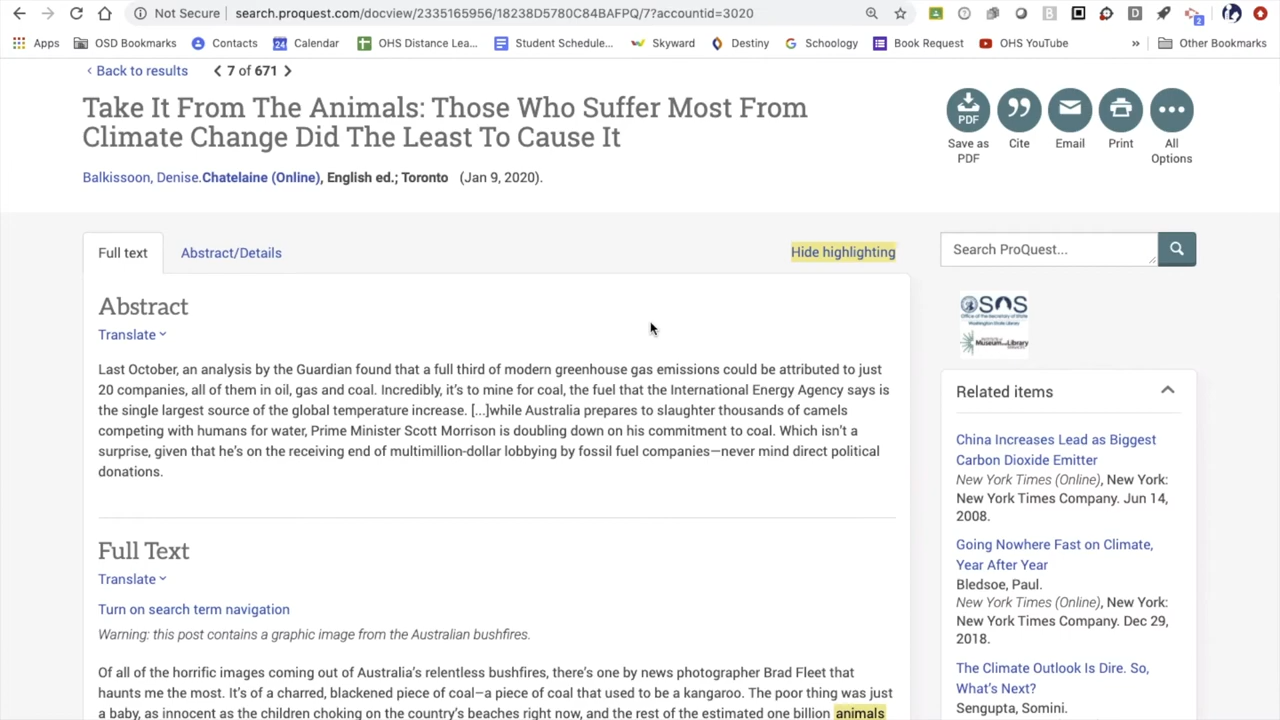 Not Secure search.proquest.com/docview/2335165956/18238D5780C84BAFPQ/7?accountid=3020
Apps OSD Bookmarks Contacts Calendar OHS Distance Lea... Student Schedule... Skyward Destiny Schoology Book Request OHS YouTube » Other Bookmarks
Back to results 7 of 671
Take It From The Animals: Those Who Suffer Most From
Climate Change Did The Least To Cause It
Balkissoon, Denise.Chatelaine (Online), English ed.; Toronto (Jan 9, 2020).
PDF
Save as PDF
Cite
Email
Print
All Options
Full text Abstract/Details Hide highlighting
Abstract
Translate
Last October, an analysis by the Guardian found that a full third of modern greenhouse gas emissions could be attributed to just
20 companies, all of them in oil, gas and coal. Incredibly, it's to mine for coal, the fuel that the International Energy Agency says is
the single largest source of the global temperature increase. [...]while Australia prepares to slaughter thousands of camels
competing with humans for water, Prime Minister Scott Morrison is doubling down on his commitment to coal. Which isn't a
surprise, given that he's on the receiving end of multimillion-dollar lobbying by fossil fuel companies—never mind direct political
donations.
Full Text
Translate
Turn on search term navigation
Warning: this post contains a graphic image from the Australian bushfires.
Of all of the horrific images coming out of Australia's relentless bushfires, there's one by news photographer Brad Fleet that
haunts me the most. It's of a charred, blackened piece of coal—a piece of coal that used to be a kangaroo. The poor thing was just
a baby, as innocent as the children choking on the country's beaches right now, and the rest of the estimated one billion animals
Search ProQuest...
SOS
Office of the Secretary of State
Washington State Library
Institute of Museum and Library
Related items
China Increases Lead as Biggest
Carbon Dioxide Emitter
New York Times (Online), New York:
New York Times Company. Jun 14,
2008.
Going Nowhere Fast on Climate,
Year After Year
Bledsoe, Paul.
New York Times (Online), New York:
New York Times Company. Dec 29,
2018.
The Climate Outlook Is Dire. So,
What's Next?
Sengupta, Somini.